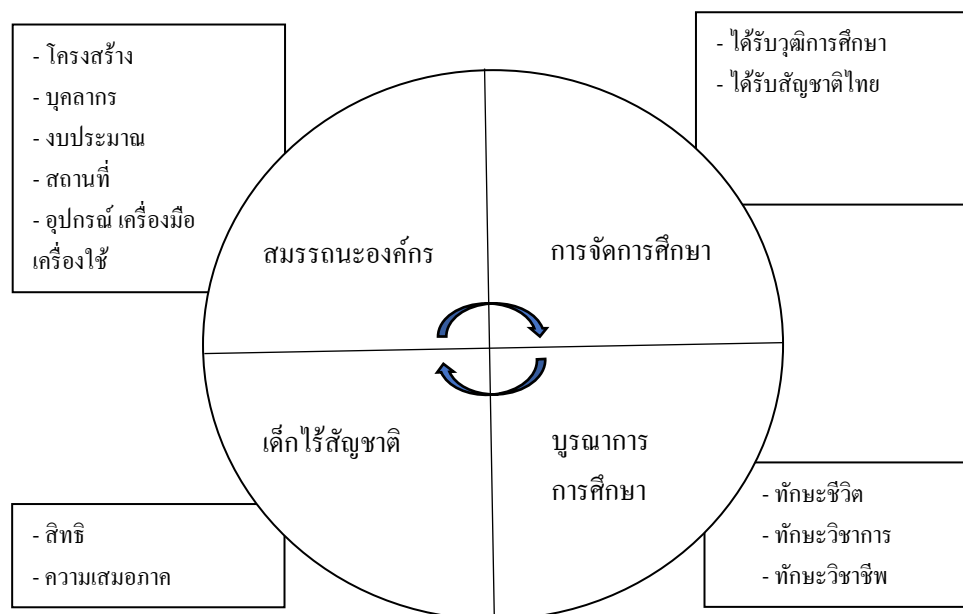 - โครงสร้าง
- บุคลากร
- งบประมาณ
- สถานที่
- อุปกรณ์ เครื่องมือ
เครื่องใช้
- ได้รับวุฒิการศึกษา
- ได้รับสัญชาติไทย
สมรรถนะองค์กร
การจัดการศึกษา
เด็กไร้สัญชาติ
บูรณาการ
การศึกษา
- สิทธิ
- ความเสมอภาค
- ทักษะชีวิต
- ทักษะวิชาการ
- ทักษะวิชาชีพ